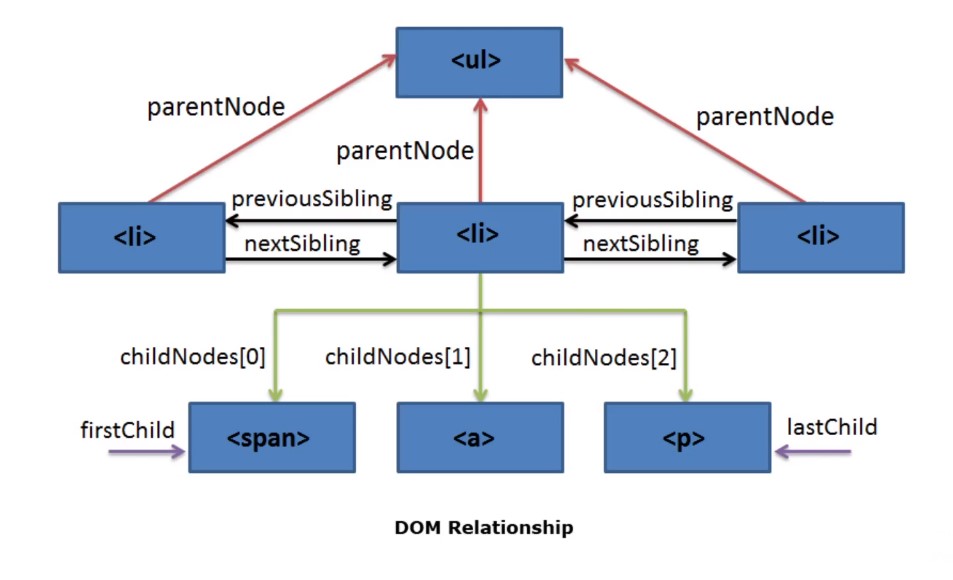 <ul>
parentNode
parentNode
parentNode
previousSibling
previousSibling
<li>
<li>
<li>
nextSibling
nextSibling
childNodes[0]
childNodes[1]
childNodes[2]
firstChild
<span>
<a>
<p>
lastChild
DOM Relationship